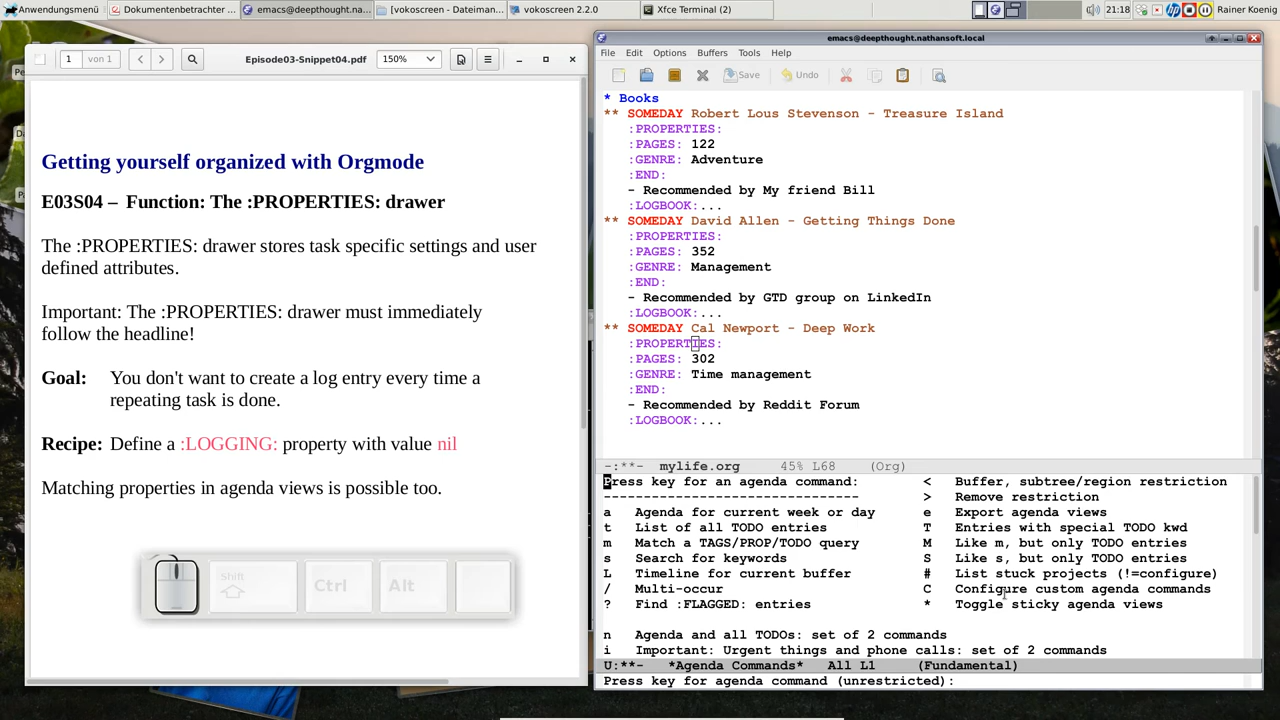 Anwendungsmenü
Dokumentenbetrachter ...
emacs@deepthought.na...
[vokoscreen - Dateiman...
vokoscreen 2.2.0
Xfce Terminal (2)
21:18
Rainer Koenig
1
von 1
Episode03-Snippet04.pdf
150%
Getting yourself organized with Orgmode
E03S04 – Function: The :PROPERTIES: drawer
The :PROPERTIES: drawer stores task specific settings and user
defined attributes.
Important: The :PROPERTIES: drawer must immediately
follow the headline!
Goal: You don't want to create a log entry every time a
repeating task is done.
Recipe: Define a :LOGGING: property with value nil
Matching properties in agenda views is possible too.
Shift
Ctrl
Alt
emacs@deepthought.nathansoft.local
File Edit Options Buffers Tools Help
Save
Undo
* Books
** SOMEDAY Robert Lous Stevenson - Treasure Island
:PROPERTIES:
:PAGES: 122
:GENRE: Adventure
:END:
- Recommended by My friend Bill
:LOGBOOK:...
** SOMEDAY David Allen - Getting Things Done
:PROPERTIES:
:PAGES: 352
:GENRE: Management
:END:
- Recommended by GTD group on LinkedIn
:LOGBOOK:...
** SOMEDAY Cal Newport - Deep Work
:PROPERTIES:
:PAGES: 302
:GENRE: Time management
:END:
- Recommended by Reddit Forum
:LOGBOOK:...
-:**- mylife.org 45% L68 (Org)
Press key for an agenda command: < Buffer, subtree/region restriction
-------------------------------- > Remove restriction
a Agenda for current week or day e Export agenda views
t List of all TODO entries T Entries with special TODO kwd
m Match a TAGS/PROP/TODO query M Like m, but only TODO entries
s Search for keywords S Like s, but only TODO entries
L Timeline for current buffer # List stuck projects (!=configure)
/ Multi-occur C Configure custom agenda commands
? Find :FLAGGED: entries * Toggle sticky agenda views
n Agenda and all TODOs: set of 2 commands
i Important: Urgent things and phone calls: set of 2 commands
U:**- *Agenda Commands* All L1 (Fundamental)
Press key for agenda command (unrestricted):